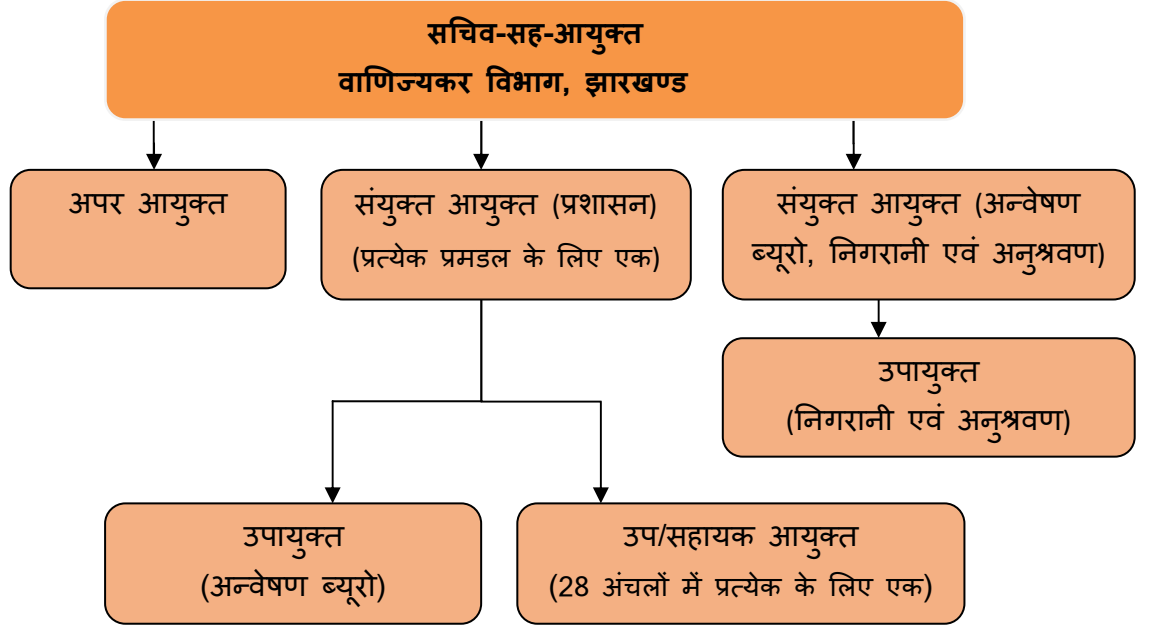 सचिव-सह-आयुक्त
वाणिज्यकर विभाग, झारखण्ड
अपर आयुक्त
संयुक्त आयुक्त (प्रशासन)
(प्रत्येक प्रमडल के लिए एक)
संयुक्त आयुक्त (अन्वेषण
ब्यूरो, निगरानी एवं अनुश्रवण)
उपायुक्त
(निगरानी एवं अनुश्रवण)
उपायुक्त
(अन्वेषण ब्यूरो)
उप/सहायक आयुक्त
(28 अंचलों में प्रत्येक के लिए एक)